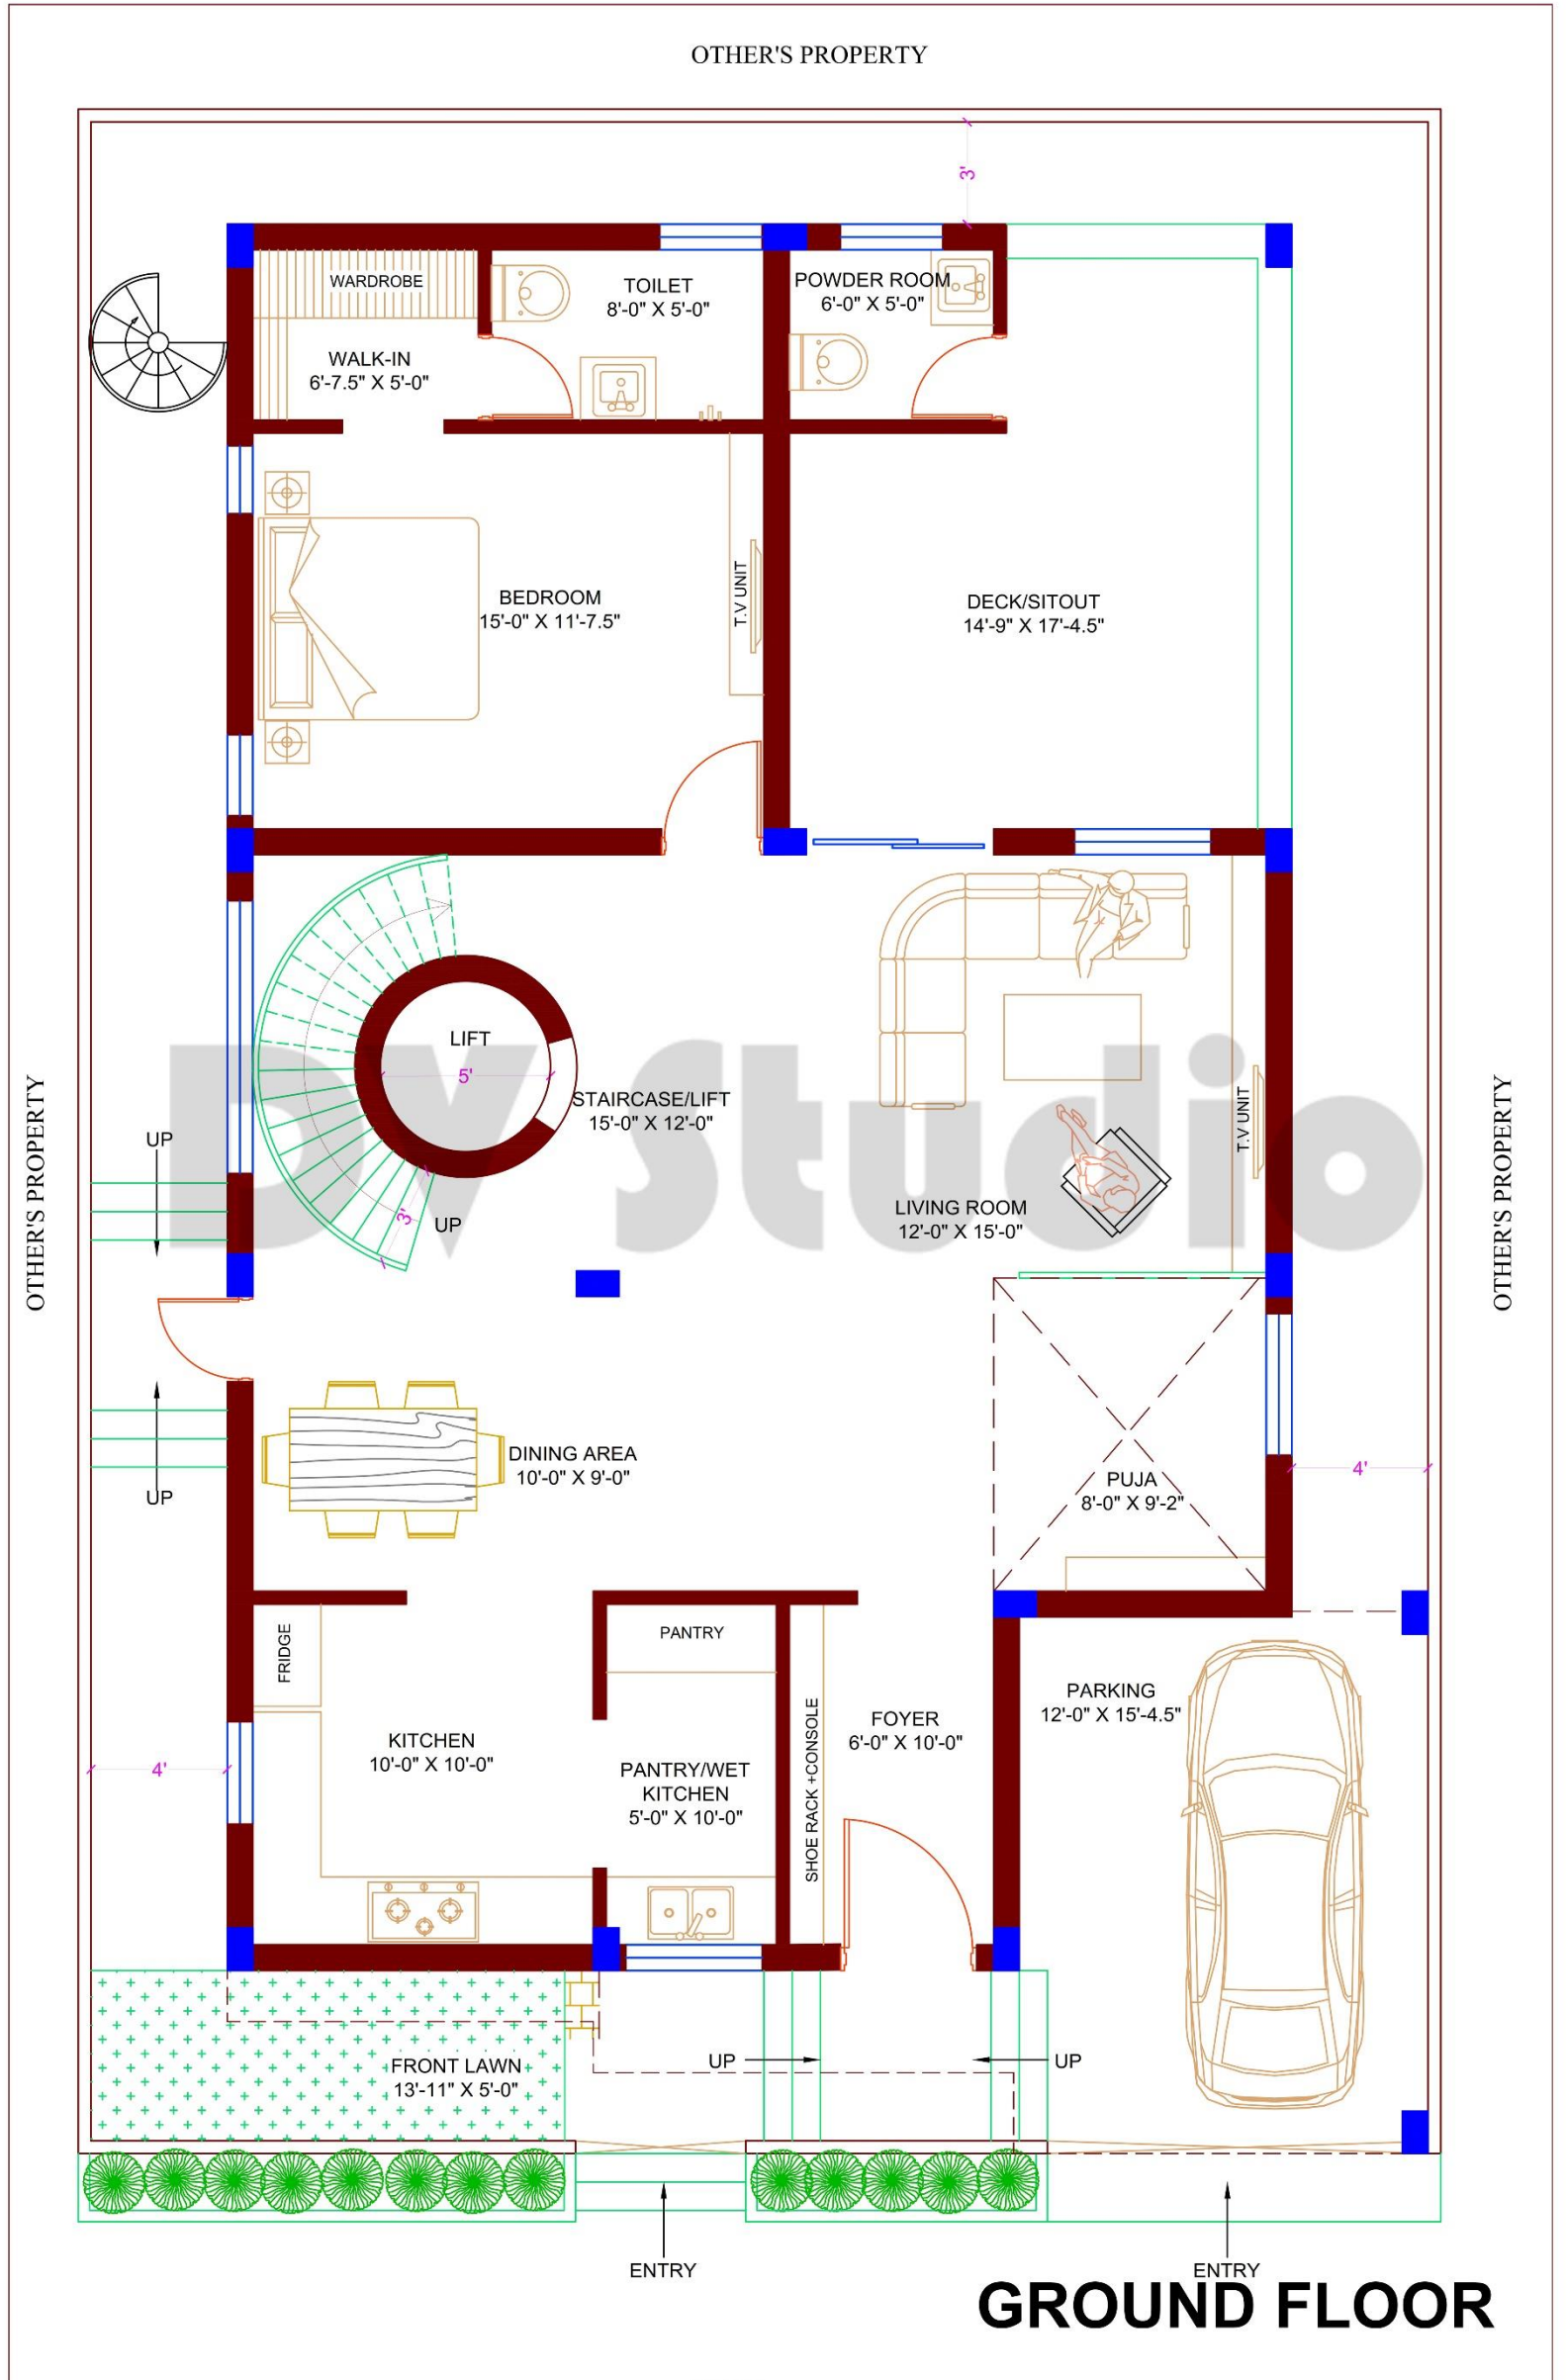 OTHER'S PROPERTY
3'
WARDROBE
TOILET
8'-0" X 5'-0"
POWDER ROOM
6'-0" X 5'-0"
WALK-IN
6'-7.5" X 5'-0"
BEDROOM
15'-0" X 11'-7.5"
T.V UNIT
DECK/SITOUT
14'-9" X 17'-4.5"
LIFT
5'
STAIRCASE/LIFT
15'-0" X 12'-0"
DV Studio
OTHER'S PROPERTY
OTHER'S PROPERTY
UP
T.V UNIT
LIVING ROOM
12'-0" X 15'-0"
3'
UP
DINING AREA
10'-0" X 9'-0"
UP
PUJA
8'-0" X 9'-2"
4'
FRIDGE
PANTRY
PARKING
12'-0" X 15'-4.5"
FOYER
6'-0" X 10'-0"
SHOE RACK +CONSOLE
KITCHEN
10'-0" X 10'-0"
4'
PANTRY/WET
KITCHEN
5'-0" X 10'-0"
FRONT LAWN
13'-11" X 5'-0"
UP
UP
ENTRY
ENTRY
GROUND FLOOR